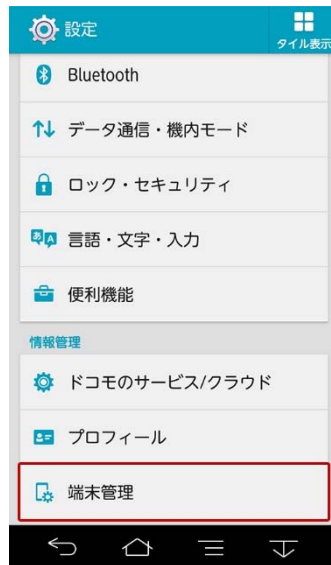 設定
タイル表示
Bluetooth
データ通信・機内モード
ロック・セキュリティ
あA 言語・文字・入力
便利機能
情報管理
ドコモのサービス/クラウド
プロフィール
端末管理